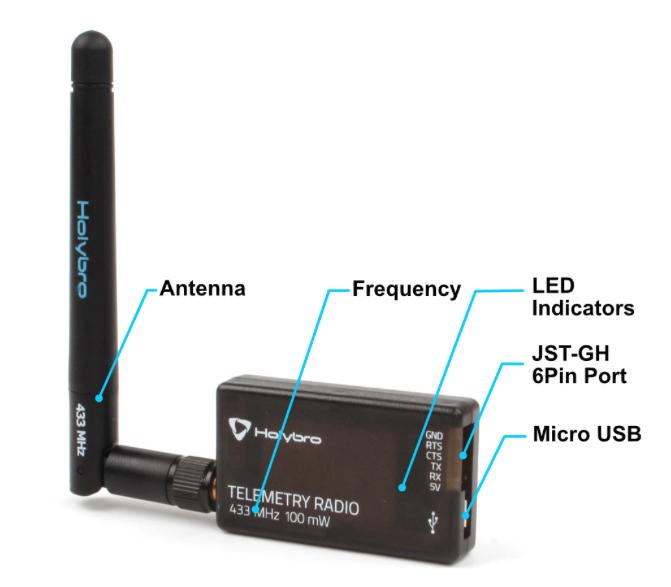 Holybro
433 MHz
Antenna
Frequency
LED
Indicators
JST-GH
6Pin Port
Micro USB
Holybro
GND
RTS
CTS
TX
RX
5V
TELEMETRY RADIO
433 MHz 100 mW